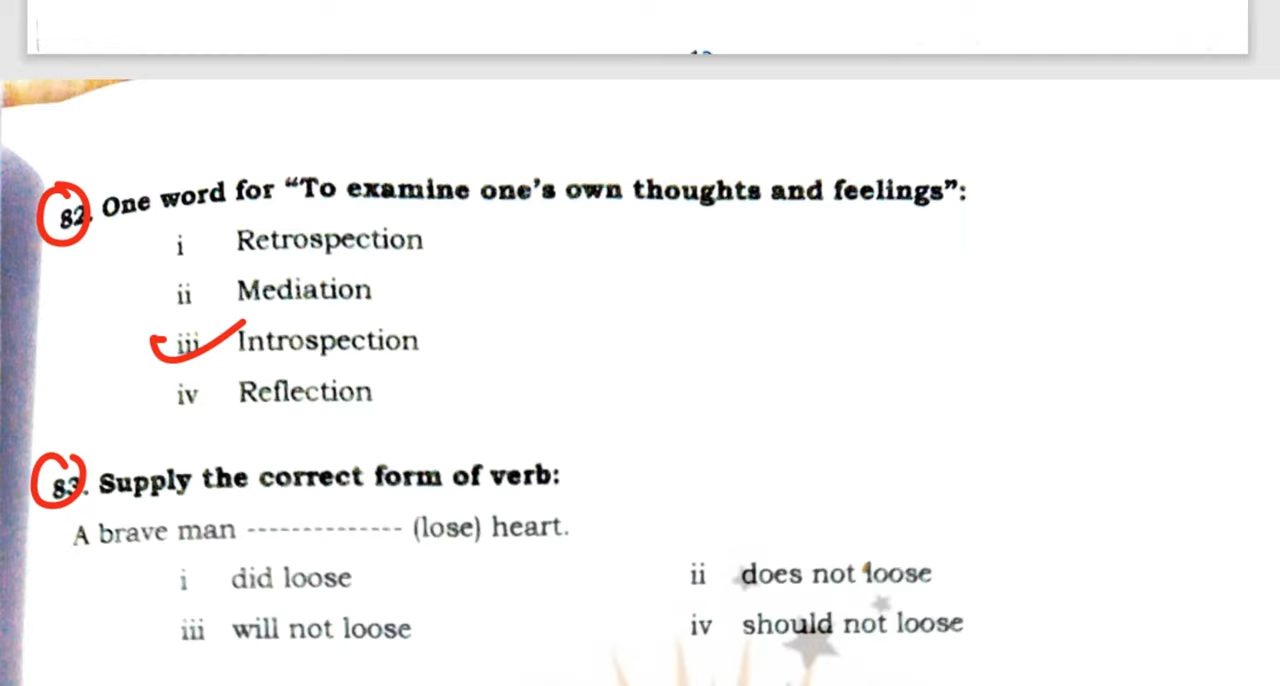 82. One word for “To examine one’s own thoughts and feelings”:
i Retrospection
ii Mediation
iii Introspection
iv Reflection
83. Supply the correct form of verb:
A brave man -------------- (lose) heart.
i did loose ii does not loose
iii will not loose iv should not loose